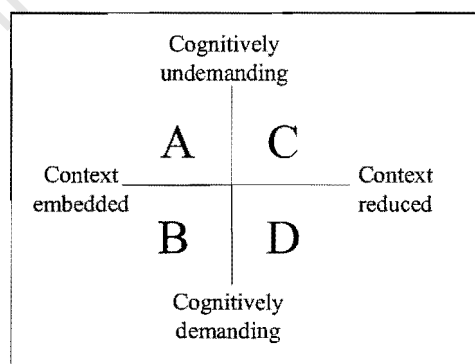 Cognitively
undemanding
A C
Context Context
embedded reduced
B D
Cognitively
demanding